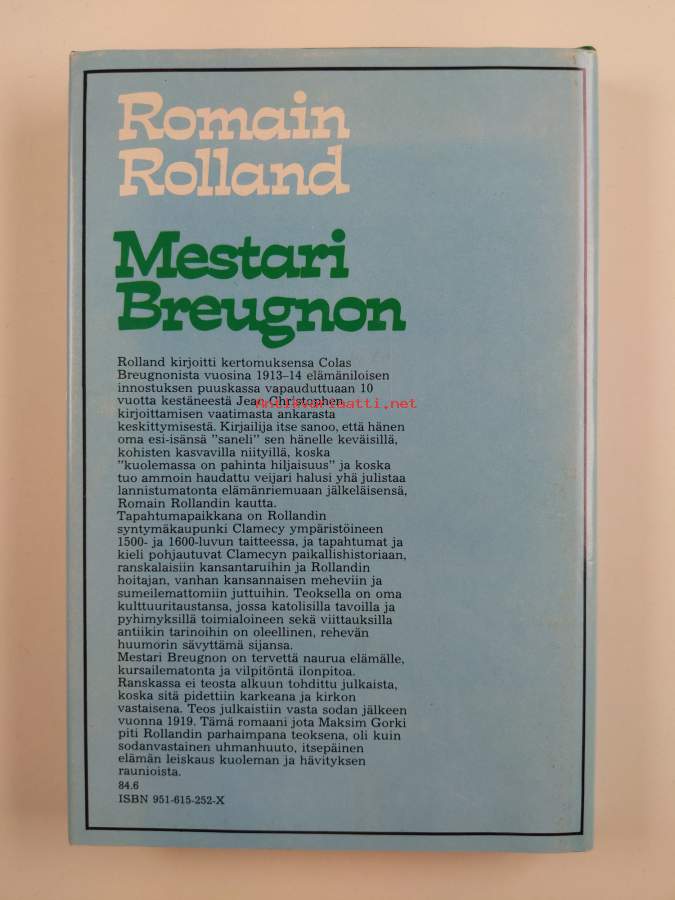 Romain
Rolland
Mestari
Breugnon
Rolland kirjoitti kertomuksensa Colas
Breugnonista vuosina 1913–14 elämäniloisen
innostuksen puuskassa vapauduttuaan 10
vuotta kestäneestä Jean-Christophen
Antikvariaatti.net
kirjoittamisen vaatimasta ankarasta
keskittymisestä. Kirjailija itse sanoo, että hänen
oma esi-isänsä ”saneli” sen hänelle keväisillä,
kohisten kasvavilla niityillä, koska
”kuolemassa on pahinta hiljaisuus” ja koska
tuo ammoin haudattu veijari halusi yhä julistaa
lannistumatonta elämänriemuaan jälkeläisensä,
Romain Rollandin kautta.
Tapahtumapaikkana on Rollandin
syntymäkaupunki Clamecy ympäristöineen
1500- ja 1600-luvun taitteessa, ja tapahtumat ja
kieli pohjautuvat Clamecyn paikallishistoriaan,
ranskalaisiin kansantaruihin ja Rollandin
hoitajan, vanhan kansannaisen meheviin ja
sumeilemattomiin juttuihin. Teoksella on oma
kulttuuritaustansa, jossa katolisilla tavoilla ja
pyhimyksillä toimialoineen sekä viittauksilla
antiikin tarinoihin on oleellinen, rehevän
huumorin sävyttämä sijansa.
Mestari Breugnon on tervettä naurua elämälle,
kursailematonta ja vilpitöntä ilonpitoa.
Ranskassa ei teosta alkuun tohdittu julkaista,
koska sitä pidettiin karkeana ja kirkon
vastaisena. Teos julkaistiin vasta sodan jälkeen
vuonna 1919. Tämä romaani jota Maksim Gorki
piti Rollandin parhaimpana teoksena, oli kuin
sodanvastainen uhmanhuuto, itsepäinen
elämän leiskaus kuoleman ja hävityksen
raunioista.
84.6
ISBN 951-615-252-X